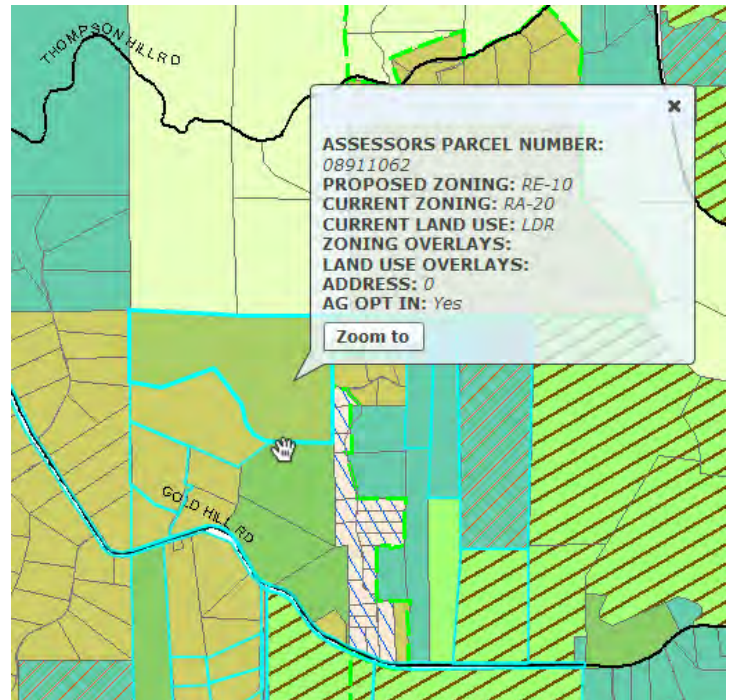 THOMPSON HILL RD
×
ASSESSORS PARCEL NUMBER:
08911062
PROPOSED ZONING: RE-10
CURRENT ZONING: RA-20
CURRENT LAND USE: LDR
ZONING OVERLAYS:
LAND USE OVERLAYS:
ADDRESS: 0
AG OPT IN: Yes
Zoom to
GOLD HILL RD